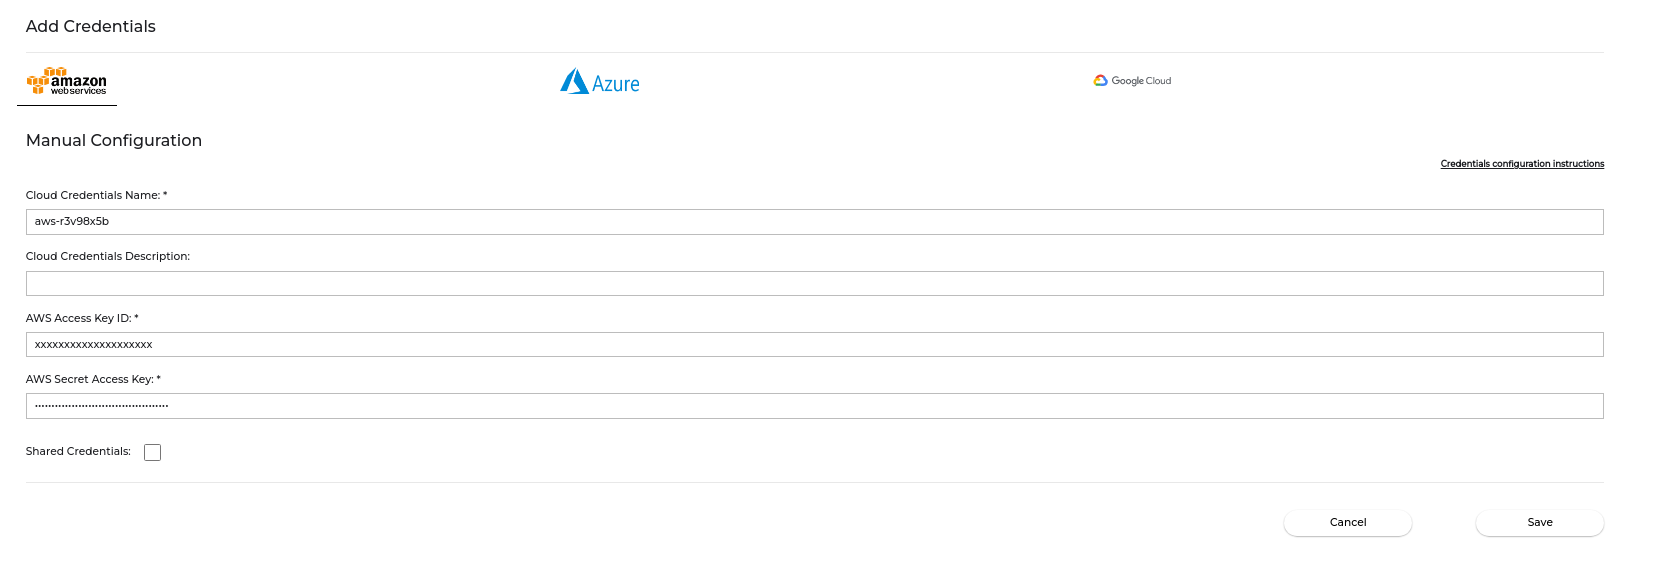 Add Credentials
amazon
webservices
Azure
Google Cloud
Manual Configuration
Credentials configuration instructions
Cloud Credentials Name: *
aws-r3v98x5b
Cloud Credentials Description:
AWS Access Key ID: *
xxxxxxxxxxxxxxxxxxxx
AWS Secret Access Key: *
••••••••••••••••••••••••••••••••••••••••
Shared Credentials:
Cancel
Save